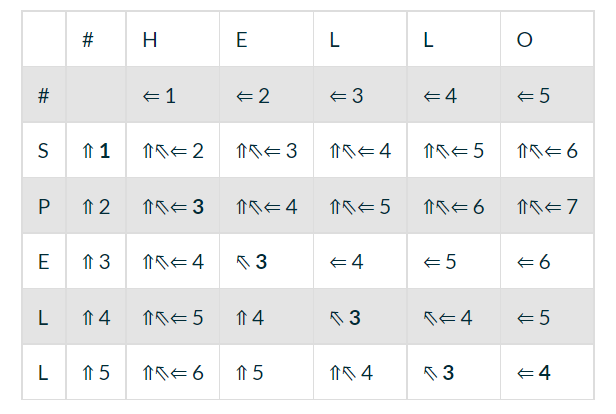 # H E L L O
# ⇐ 1 ⇐ 2 ⇐ 3 ⇐ 4 ⇐ 5
S ⇑ 1 ⇑⇖⇐ 2 ⇑⇖⇐ 3 ⇑⇖⇐ 4 ⇑⇖⇐ 5 ⇑⇖⇐ 6
P ⇑ 2 ⇑⇖⇐ 3 ⇑⇖⇐ 4 ⇑⇖⇐ 5 ⇑⇖⇐ 6 ⇑⇖⇐ 7
E ⇑ 3 ⇑⇖⇐ 4 ⇖ 3 ⇐ 4 ⇐ 5 ⇐ 6
L ⇑ 4 ⇑⇖⇐ 5 ⇑ 4 ⇖ 3 ⇖⇐ 4 ⇐ 5
L ⇑ 5 ⇑⇖⇐ 6 ⇑ 5 ⇑⇖ 4 ⇖ 3 ⇐ 4